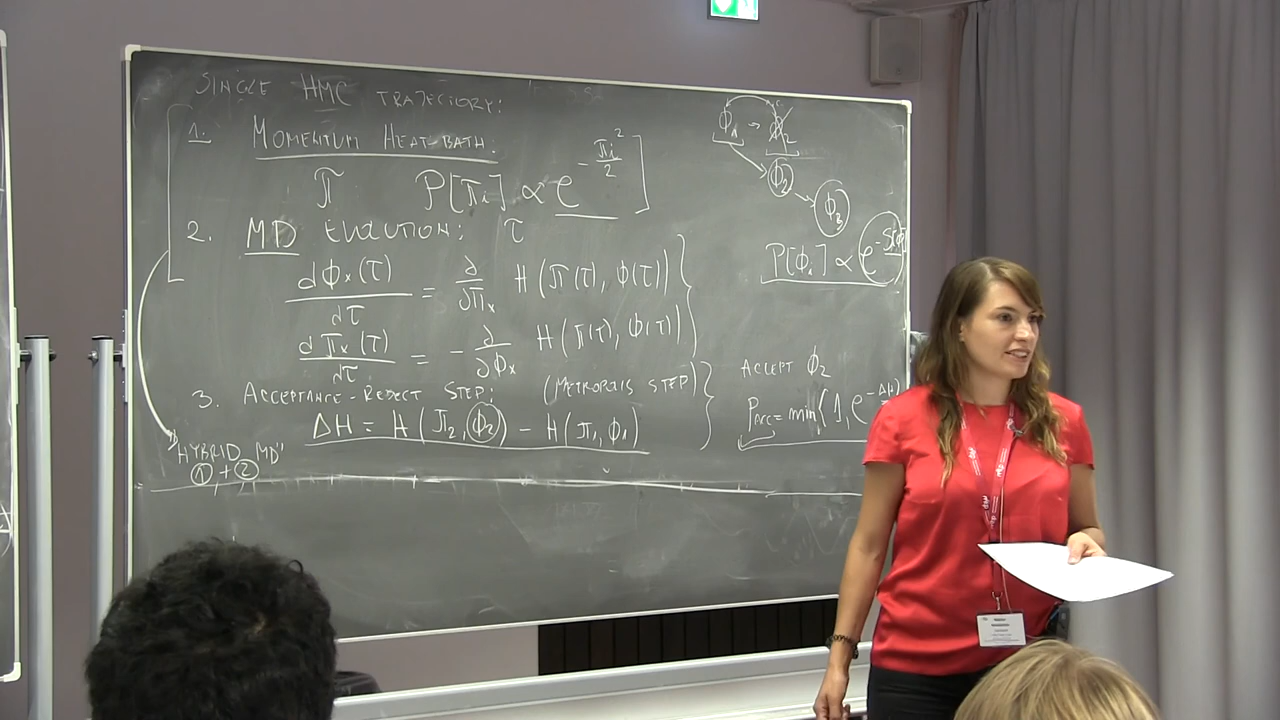 SINGLE HMC TRAJECTORY:
1. MOMENTUM HEAT-BATH:
π P[πᵢ] ∝ e^{-πᵢ²/2}
2. MD EVOLUTION: τ
dϕₓ(τ)/dτ = ∂/∂πₓ H(π(τ), ϕ(τ))
dπₓ(τ)/dτ = - ∂/∂ϕₓ H(π(τ), ϕ(τ))
3. ACCEPTANCE-REJECT STEP: (METROPOLIS STEP)
ΔH = H(π₂, ϕ₂) - H(π₁, ϕ₁)
"HYBRID MD"
① + ②
ϕ₁ → ϕ₂
ϕ₂
ϕ₃
P[ϕᵢ] ∝ e^{-S[ϕ]}
ACCEPT ϕ₂
P_ACC = min{1, e^{-ΔH}